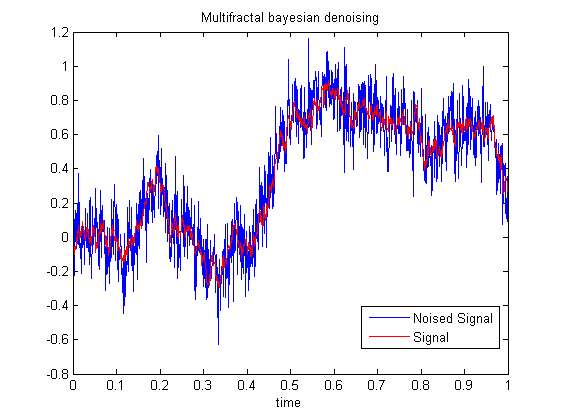 Multifractal bayesian denoising
1.2
1
0.8
0.6
0.4
0.2
0
-0.2
-0.4
-0.6
-0.8
Noised Signal
Signal
0 0.1 0.2 0.3 0.4 0.5 0.6 0.7 0.8 0.9 1
time